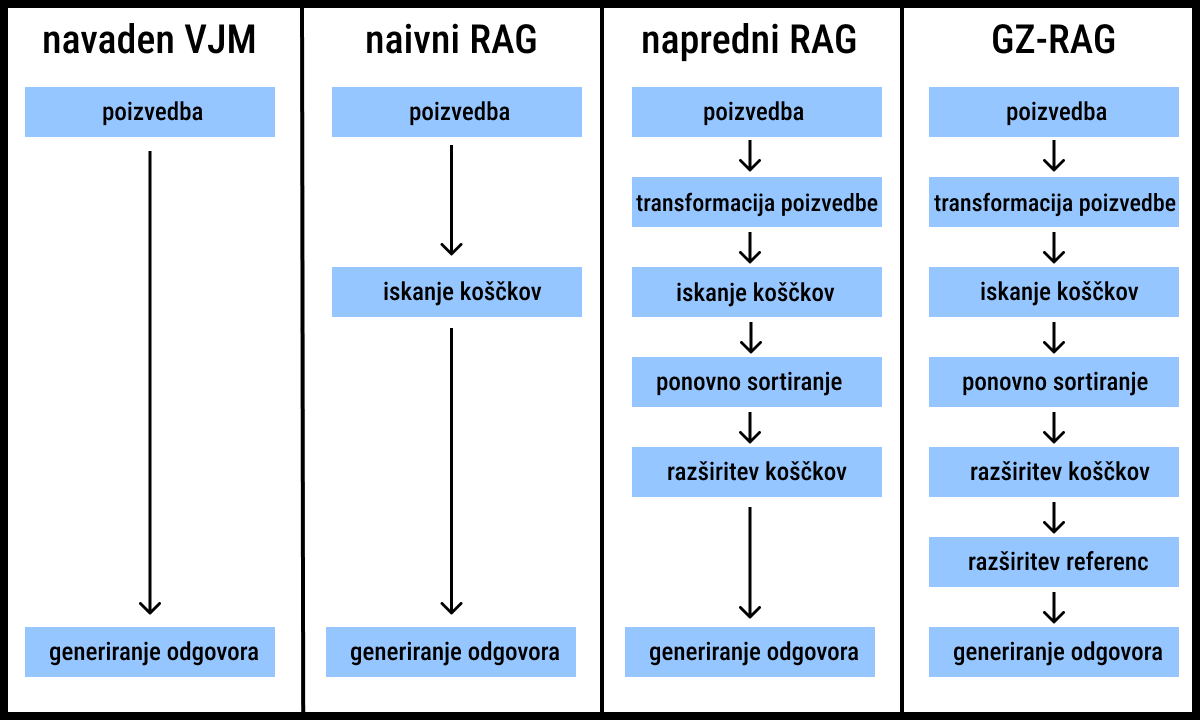 navaden VJM
poizvedba
generiranje odgovora
naivni RAG
poizvedba
iskanje koščkov
generiranje odgovora
napredni RAG
poizvedba
transformacija poizvedbe
iskanje koščkov
ponovno sortiranje
razširitev koščkov
generiranje odgovora
GZ-RAG
poizvedba
transformacija poizvedbe
iskanje koščkov
ponovno sortiranje
razširitev koščkov
razširitev referenc
generiranje odgovora